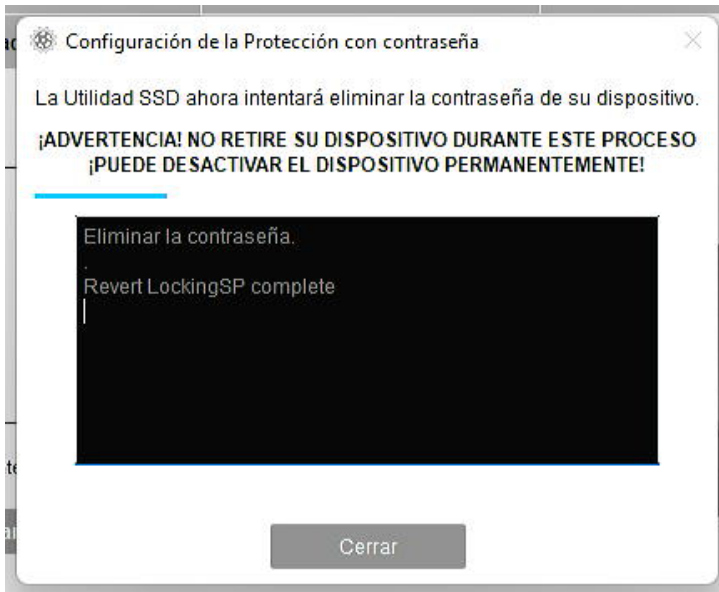 Configuración de la Protección con contraseña
La Utilidad SSD ahora intentará eliminar la contraseña de su dispositivo.
¡ADVERTENCIA! NO RETIRE SU DISPOSITIVO DURANTE ESTE PROCESO
¡PUEDE DESACTIVAR EL DISPOSITIVO PERMANENTEMENTE!
Eliminar la contraseña.
.
Revert LockingSP complete
Cerrar